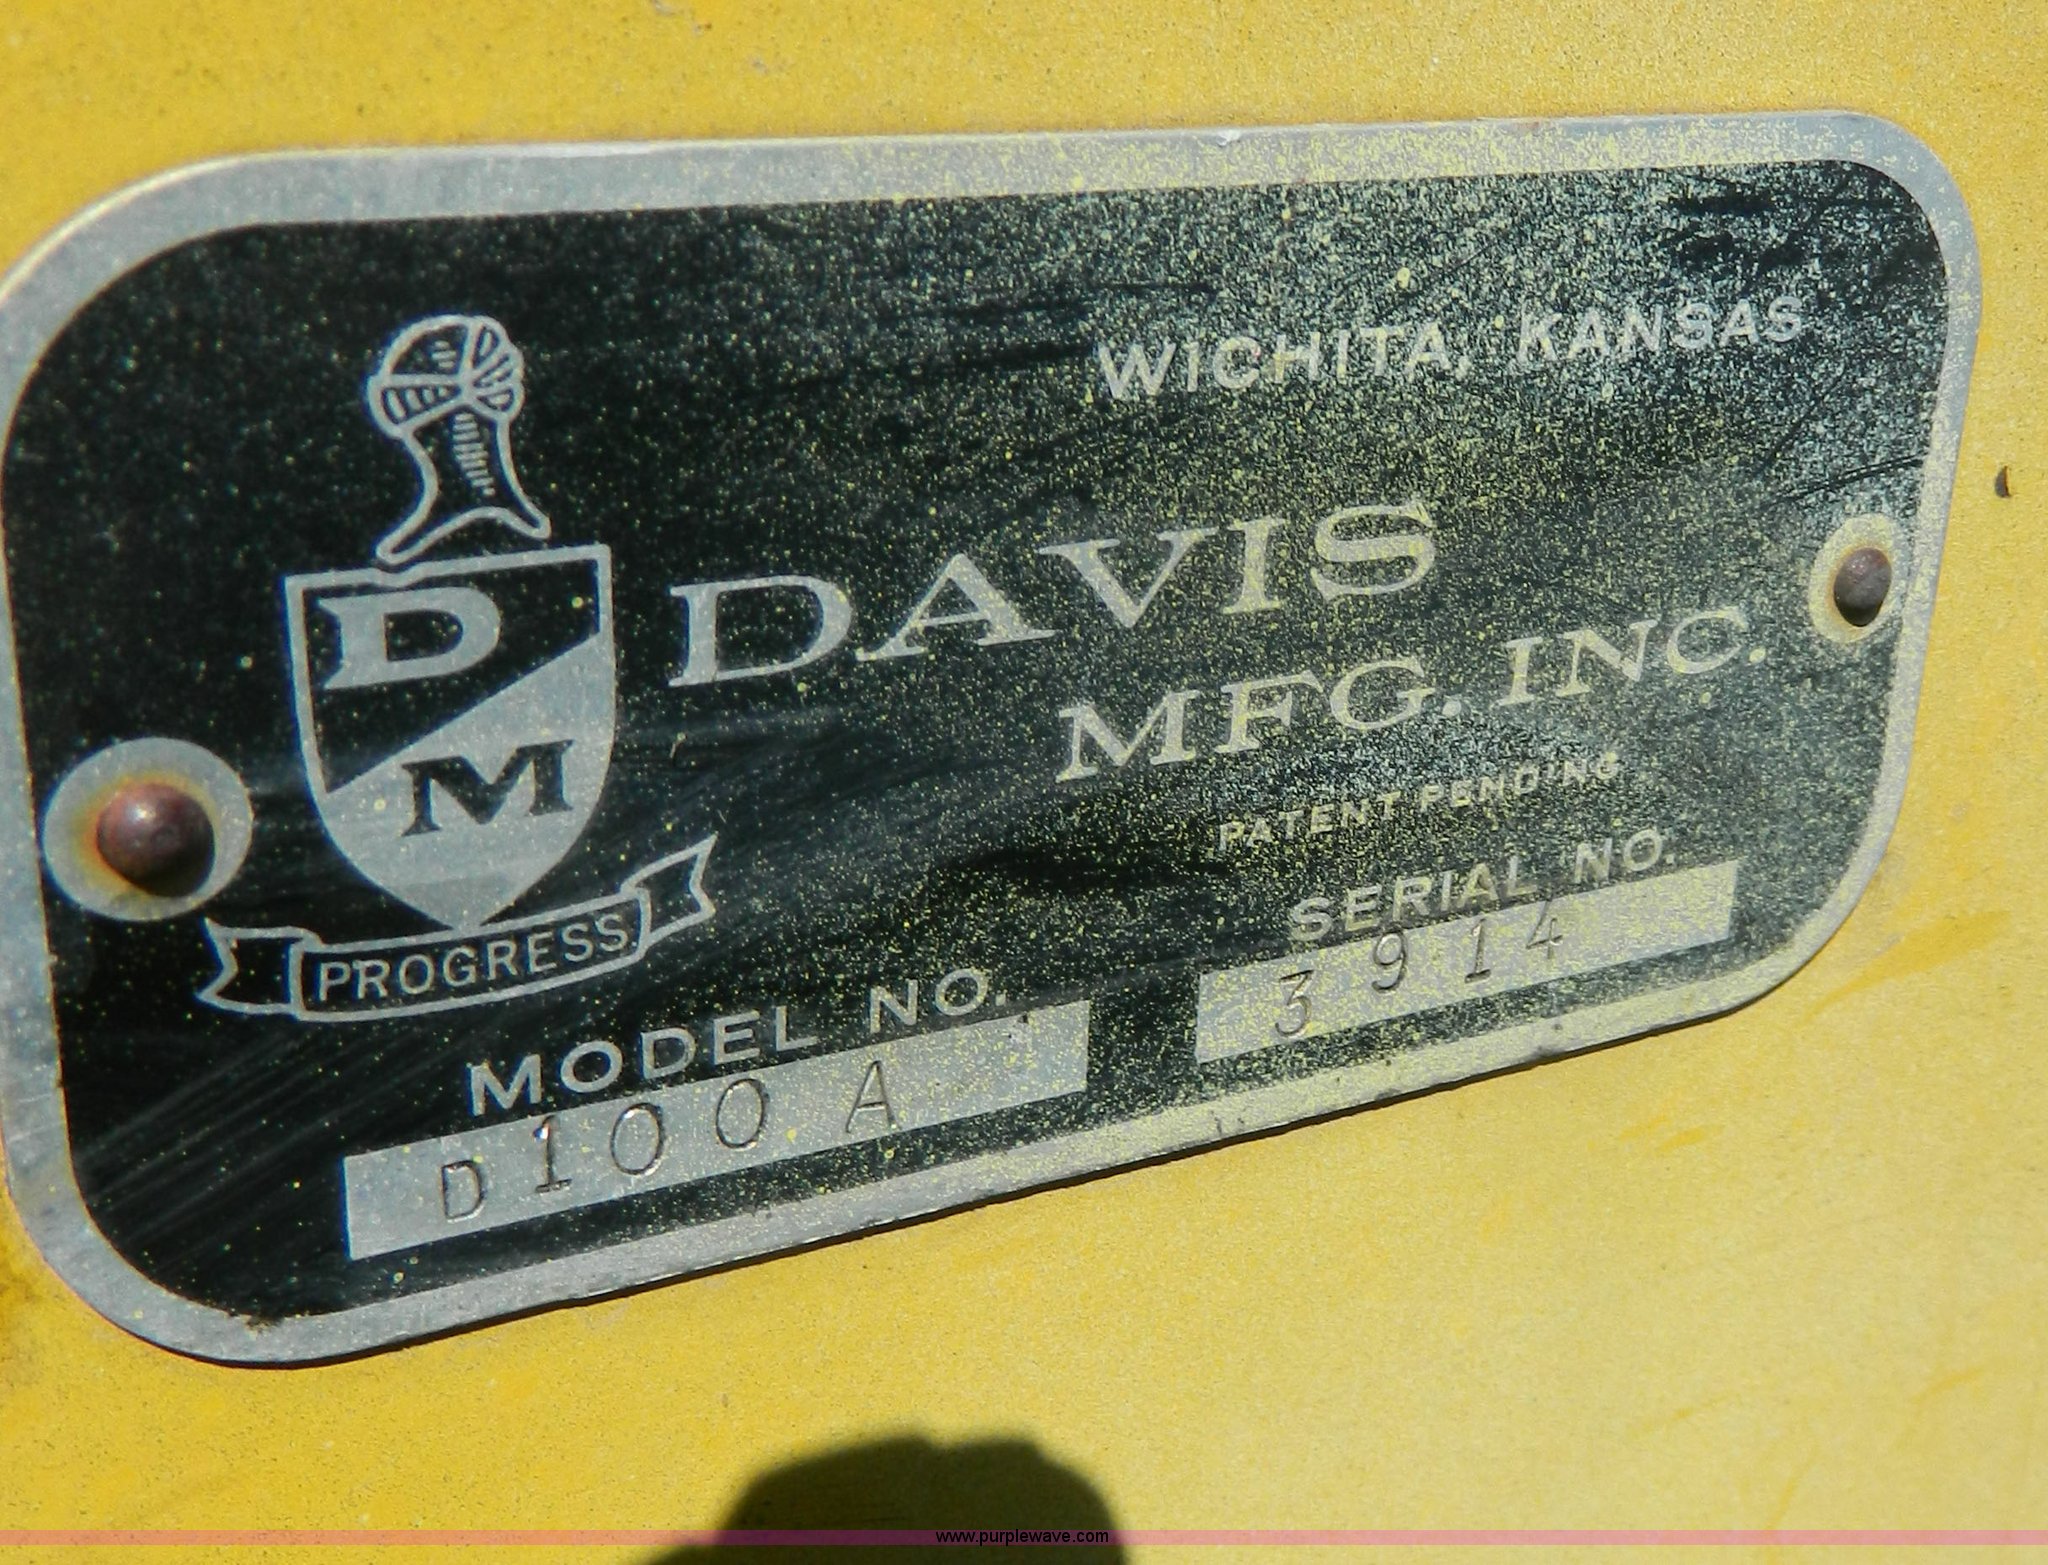 WICHITA, KANSAS
DAVIS
MFG. INC.
PATENT PENDING
D
M
PROGRESS
MODEL NO.
D100A
SERIAL NO.
3914
www.purplewave.com